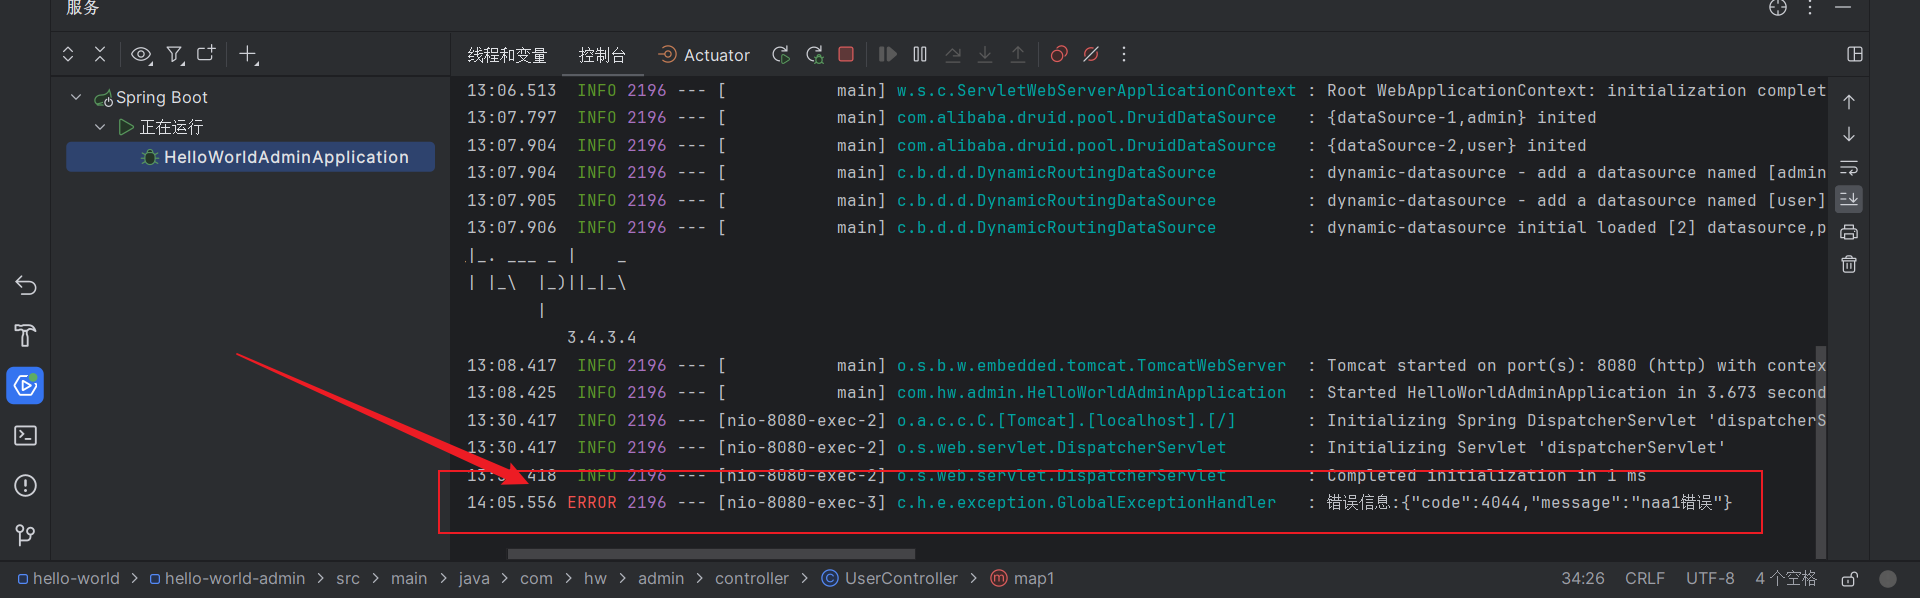 服务
线程和变量 控制台 Actuator
Spring Boot
正在运行
HelloWorldAdminApplication
13:06.513 INFO 2196 --- [           main] w.s.c.ServletWebServerApplicationContext : Root WebApplicationContext: initialization complet
13:07.797 INFO 2196 --- [           main] com.alibaba.druid.pool.DruidDataSource   : {dataSource-1,admin} inited
13:07.904 INFO 2196 --- [           main] com.alibaba.druid.pool.DruidDataSource   : {dataSource-2,user} inited
13:07.904 INFO 2196 --- [           main] c.b.d.d.DynamicRoutingDataSource         : dynamic-datasource - add a datasource named [admin
13:07.905 INFO 2196 --- [           main] c.b.d.d.DynamicRoutingDataSource         : dynamic-datasource - add a datasource named [user]
13:07.906 INFO 2196 --- [           main] c.b.d.d.DynamicRoutingDataSource         : dynamic-datasource initial loaded [2] datasource,p
|_. ___ _ |    _
| |_\  |_)||_|_\
       |
          3.4.3.4
13:08.417 INFO 2196 --- [           main] o.s.b.w.embedded.tomcat.TomcatWebServer  : Tomcat started on port(s): 8080 (http) with contex
13:08.425 INFO 2196 --- [           main] com.hw.admin.HelloWorldAdminApplication  : Started HelloWorldAdminApplication in 3.673 second
13:30.417 INFO 2196 --- [nio-8080-exec-2] o.a.c.c.C.[Tomcat].[localhost].[/]       : Initializing Spring DispatcherServlet 'dispatcherS
13:30.417 INFO 2196 --- [nio-8080-exec-2] o.s.web.servlet.DispatcherServlet        : Initializing Servlet 'dispatcherServlet'
INFO 2196 --- [nio-8080-exec-2] o.s.web.servlet.DispatcherServlet        : Completed initialization in 1 ms
14:05.556 ERROR 2196 --- [nio-8080-exec-3] c.h.e.exception.GlobalExceptionHandler   : 错误信息:{"code":4044,"message":"naa1错误"}
hello-world > hello-world-admin > src > main > java > com > hw > admin > controller > UserController > map1 34:26 CRLF UTF-8 4 个空格